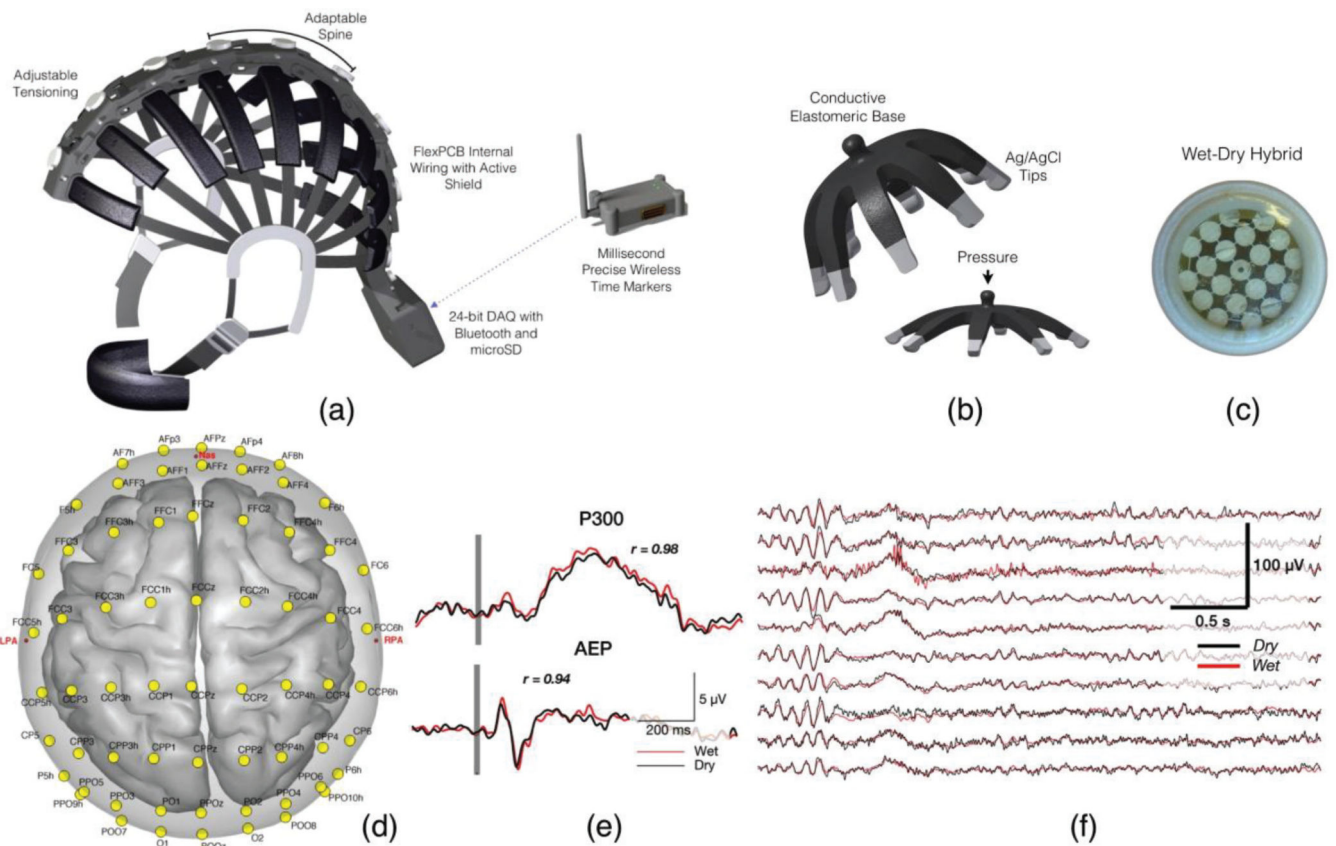 Adaptable
Spine
Adjustable
Tensioning
FlexPCB Internal
Wiring with Active
Shield
Millisecond
Precise Wireless
Time Markers
24-bit DAQ with
Bluetooth and
microSD
(a)
Conductive
Elastomeric Base
Ag/AgCl
Tips
Pressure
(b)
Wet-Dry Hybrid
(c)
AFp3 AFPz AFp4
AF7h Nas AF8h
AFF1 AFFz AFF2
AFF3 AFF4
F5h F6h
FFC1 FFCz FFC2
FFC3h FFC4h
FFC3 FFC4
FC5 FC6
FCC3h FCC1h FCCz FCC2h FCC4h
FCC3 FCC4
FCC5h FCC6h
LPA RPA
CCP5h CCP3 CCP3h CCP1 CCPz CCP2 CCP4h CCP4 CCP6h
CP5 CP6
CPP3 CPP3h CPP1 CPPz CPP2 CPP4h CPP4
P5h P6h
PPO9h PPO5 PPO6 PPO10h
PPO3 PO1 PPOz PO2 PPO4
POO7 POO8
O1 O2
(d)
P300
r = 0.98
AEP
r = 0.94
5 µV
200 ms
Wet
Dry
(e)
100 µV
0.5 s
Dry
Wet
(f)